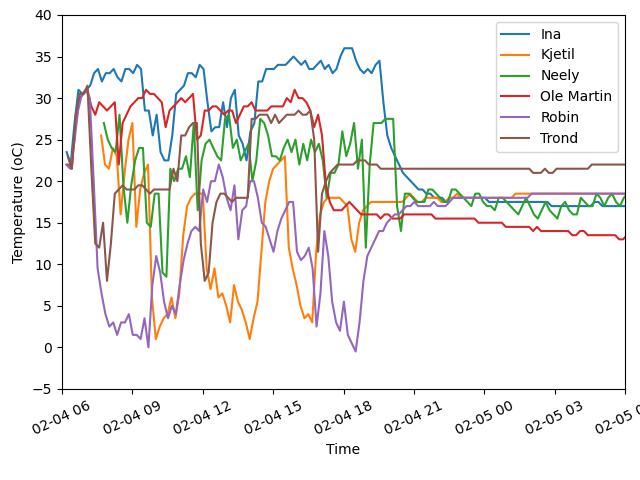 40
35
30
25
20
15
10
5
0
−5
Temperature (oC)
Ina
Kjetil
Neely
Ole Martin
Robin
Trond
02-04 06
02-04 09
02-04 12
02-04 15
02-04 18
02-04 21
02-05 00
02-05 03
02-05 0
Time